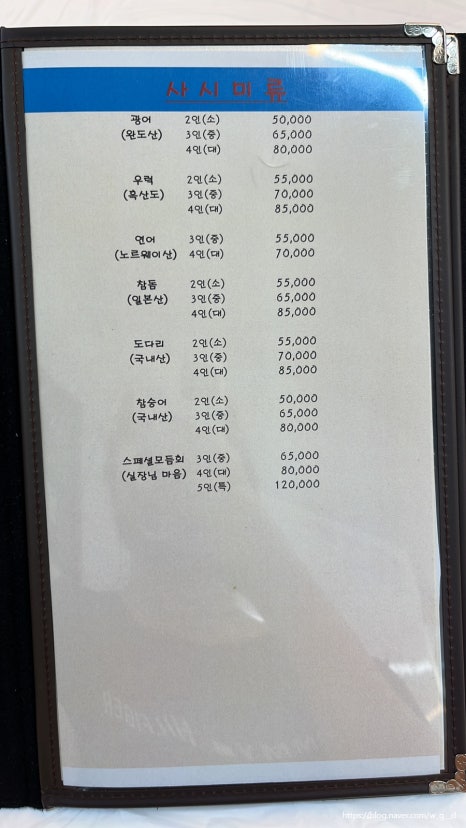 사시미류
광어 2인(소) 50,000
(완도산) 3인(중) 65,000
4인(대) 80,000
우럭 2인(소) 55,000
(흑산도) 3인(중) 70,000
4인(대) 85,000
연어 3인(중) 55,000
(노르웨이산) 4인(대) 70,000
참돔 2인(소) 55,000
(일본산) 3인(중) 65,000
4인(대) 85,000
도다리 2인(소) 55,000
(국내산) 3인(중) 70,000
4인(대) 85,000
참숭어 2인(소) 50,000
(국내산) 3인(중) 65,000
4인(대) 80,000
스페셜모듬회 3인(중) 65,000
(실장님 마음) 4인(대) 80,000
5인(특) 120,000